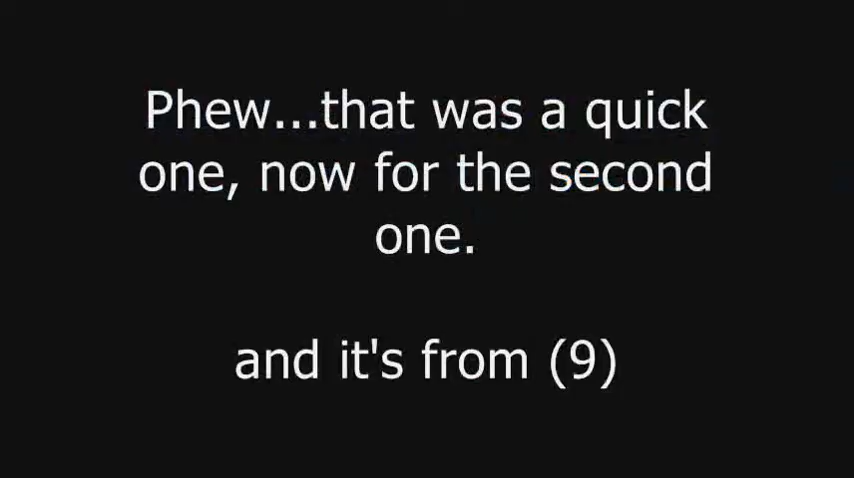 Phew...that was a quick
one, now for the second
one.
and it's from (9)